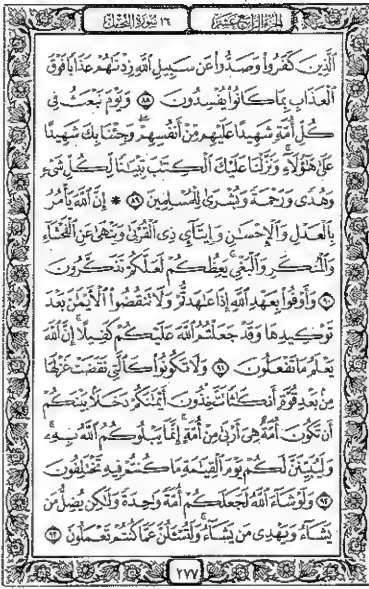 الجزء الرابع عشر ١٦ سورة النحل
ٱلَّذِينَ كَفَرُوا۟ وَصَدُّوا۟ عَن سَبِيلِ ٱللَّهِ زِدْنَٰهُمْ عَذَابًا فَوْقَ
ٱلْعَذَابِ بِمَا كَانُوا۟ يُفْسِدُونَ ٨٨ وَيَوْمَ نَبْعَثُ فِى
كُلِّ أُمَّةٍ شَهِيدًا عَلَيْهِم مِّنْ أَنفُسِهِمْ ۖ وَجِئْنَا بِكَ شَهِيدًا
عَلَىٰ هَٰٓؤُلَآءِ ۚ وَنَزَّلْنَا عَلَيْكَ ٱلْكِتَٰبَ تِبْيَٰنًا لِّكُلِّ شَىْءٍ
وَهُدًى وَرَحْمَةً وَبُشْرَىٰ لِلْمُسْلِمِينَ ٨٩ * إِنَّ ٱللَّهَ يَأْمُرُ
بِٱلْعَدْلِ وَٱلْإِحْسَٰنِ وَإِيتَآئِ ذِى ٱلْقُرْبَىٰ وَيَنْهَىٰ عَنِ ٱلْفَحْشَآءِ
وَٱلْمُنكَرِ وَٱلْبَغْىِ ۚ يَعِظُكُمْ لَعَلَّكُمْ تَذَكَّرُونَ
٩٠ وَأَوْفُوا۟ بِعَهْدِ ٱللَّهِ إِذَا عَٰهَدتُّمْ وَلَا تَنقُضُوا۟ ٱلْأَيْمَٰنَ بَعْدَ
تَوْكِيدِهَا وَقَدْ جَعَلْتُمُ ٱللَّهَ عَلَيْكُمْ كَفِيلًا ۚ إِنَّ ٱللَّهَ
يَعْلَمُ مَا تَفْعَلُونَ ٩١ وَلَا تَكُونُوا۟ كَٱلَّتِى نَقَضَتْ غَزْلَهَا
مِنۢ بَعْدِ قُوَّةٍ أَنكَٰثًا تَتَّخِذُونَ أَيْمَٰنَكُمْ دَخَلًۢا بَيْنَكُمْ
أَن تَكُونَ أُمَّةٌ هِىَ أَرْبَىٰ مِنْ أُمَّةٍ ۚ إِنَّمَا يَبْلُوكُمُ ٱللَّهُ بِهِۦ ۚ
وَلَيُبَيِّنَنَّ لَكُمْ يَوْمَ ٱلْقِيَٰمَةِ مَا كُنتُمْ فِيهِ تَخْتَلِفُونَ
٩٢ وَلَوْ شَآءَ ٱللَّهُ لَجَعَلَكُمْ أُمَّةً وَٰحِدَةً وَلَٰكِن يُضِلُّ مَن
يَشَآءُ وَيَهْدِى مَن يَشَآءُ ۚ وَلَتُسْـَٔلُنَّ عَمَّا كُنتُمْ تَعْمَلُونَ ٩٣
٢٧٧